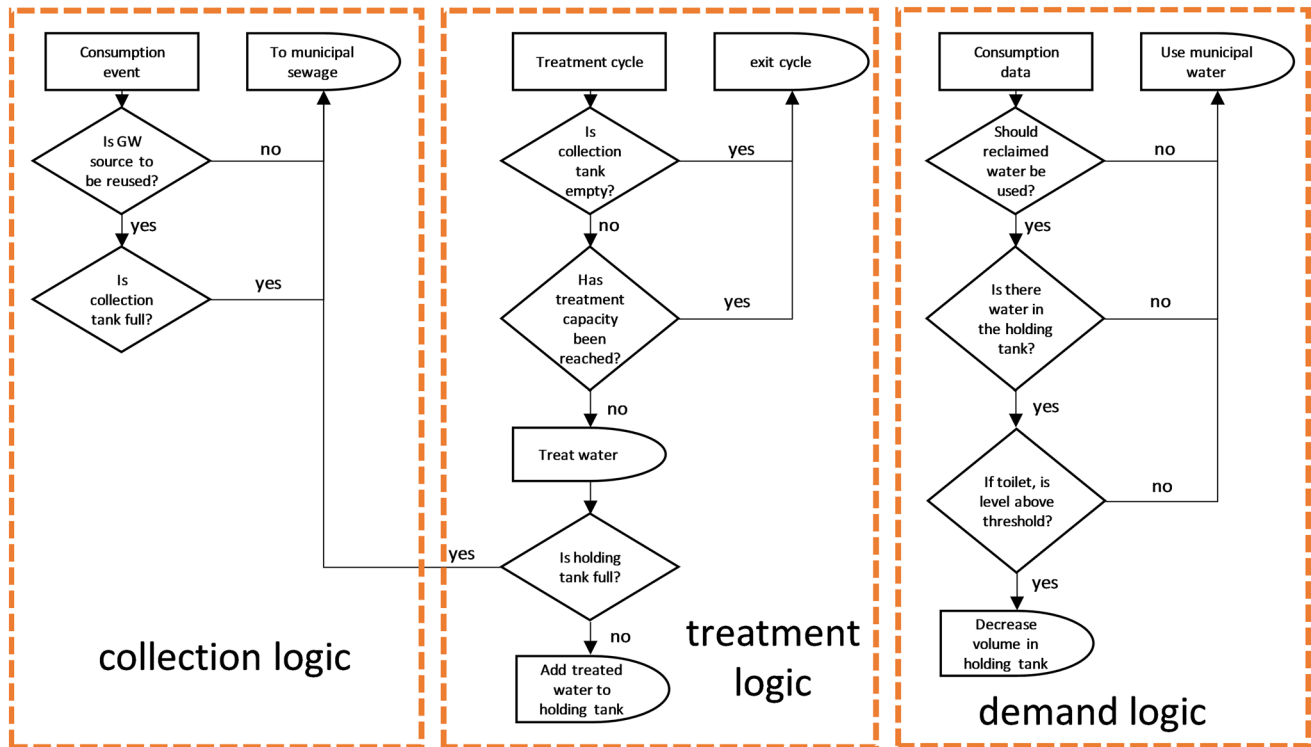 Consumption
event
To municipal
sewage
Is GW
source to
be reused?
no
yes
Is
collection
tank full?
yes
collection logic
Treatment cycle
exit cycle
Is
collection
tank
empty?
yes
no
Has
treatment
capacity
been
reached?
yes
no
Treat water
Is holding
tank full?
yes
no
Add treated
water to
holding tank
treatment
logic
Consumption
data
Use municipal
water
Should
reclaimed
water be
used?
no
yes
Is there
water in
the holding
tank?
no
yes
If toilet, is
level above
threshold?
no
yes
Decrease
volume in
holding tank
demand logic